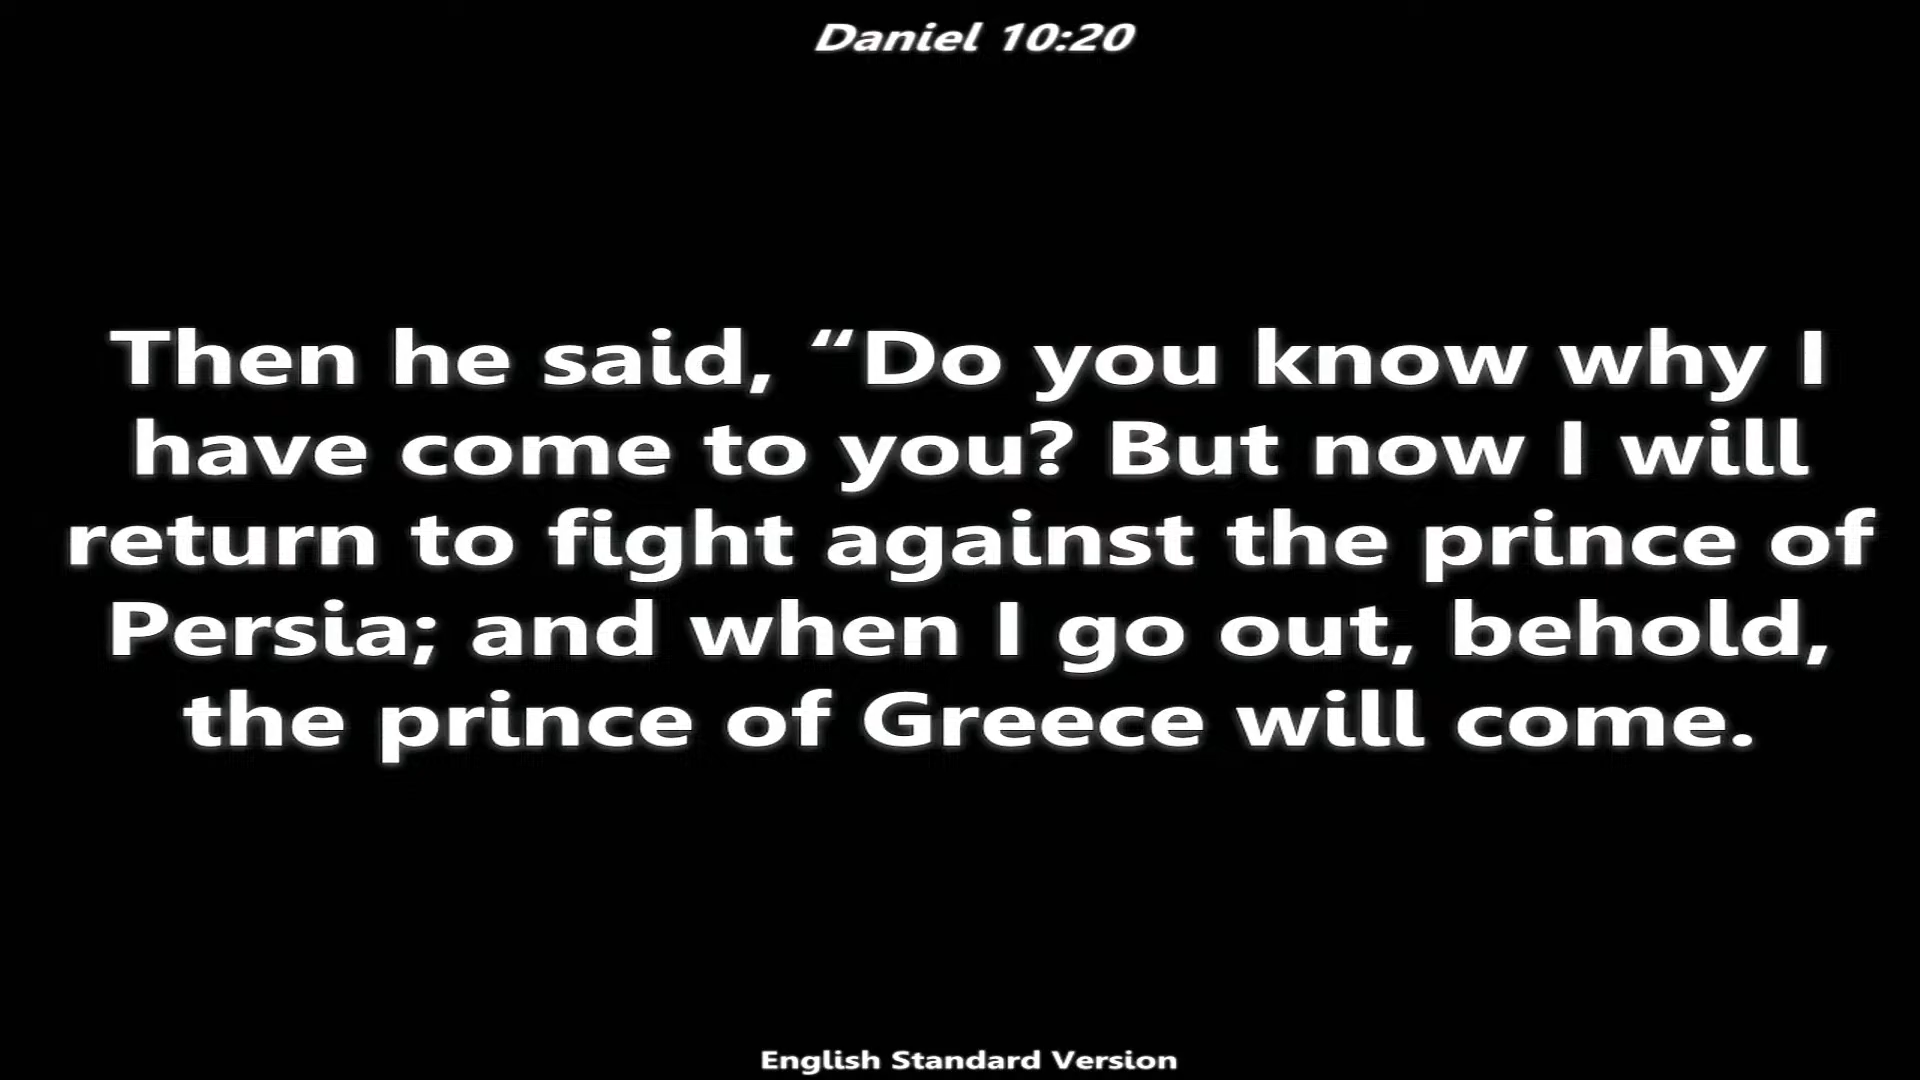 Daniel 10:20
Then he said, “Do you know why I
have come to you? But now I will
return to fight against the prince of
Persia; and when I go out, behold,
the prince of Greece will come.
English Standard Version